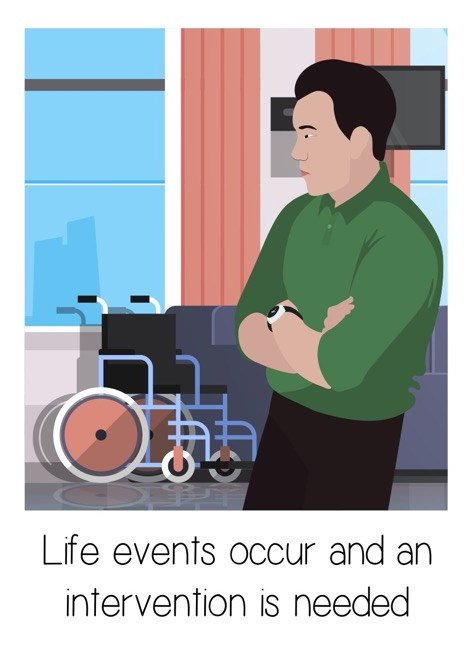 Life events occur and an
intervention is needed